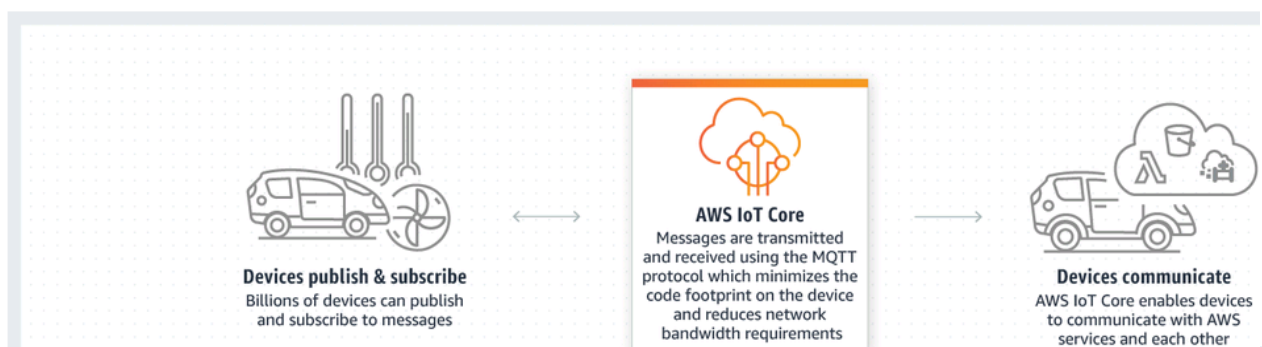 Devices publish & subscribe
Billions of devices can publish
and subscribe to messages
AWS IoT Core
Messages are transmitted
and received using the MQTT
protocol which minimizes the
code footprint on the device
and reduces network
bandwidth requirements
Devices communicate
AWS IoT Core enables devices
to communicate with AWS
services and each other